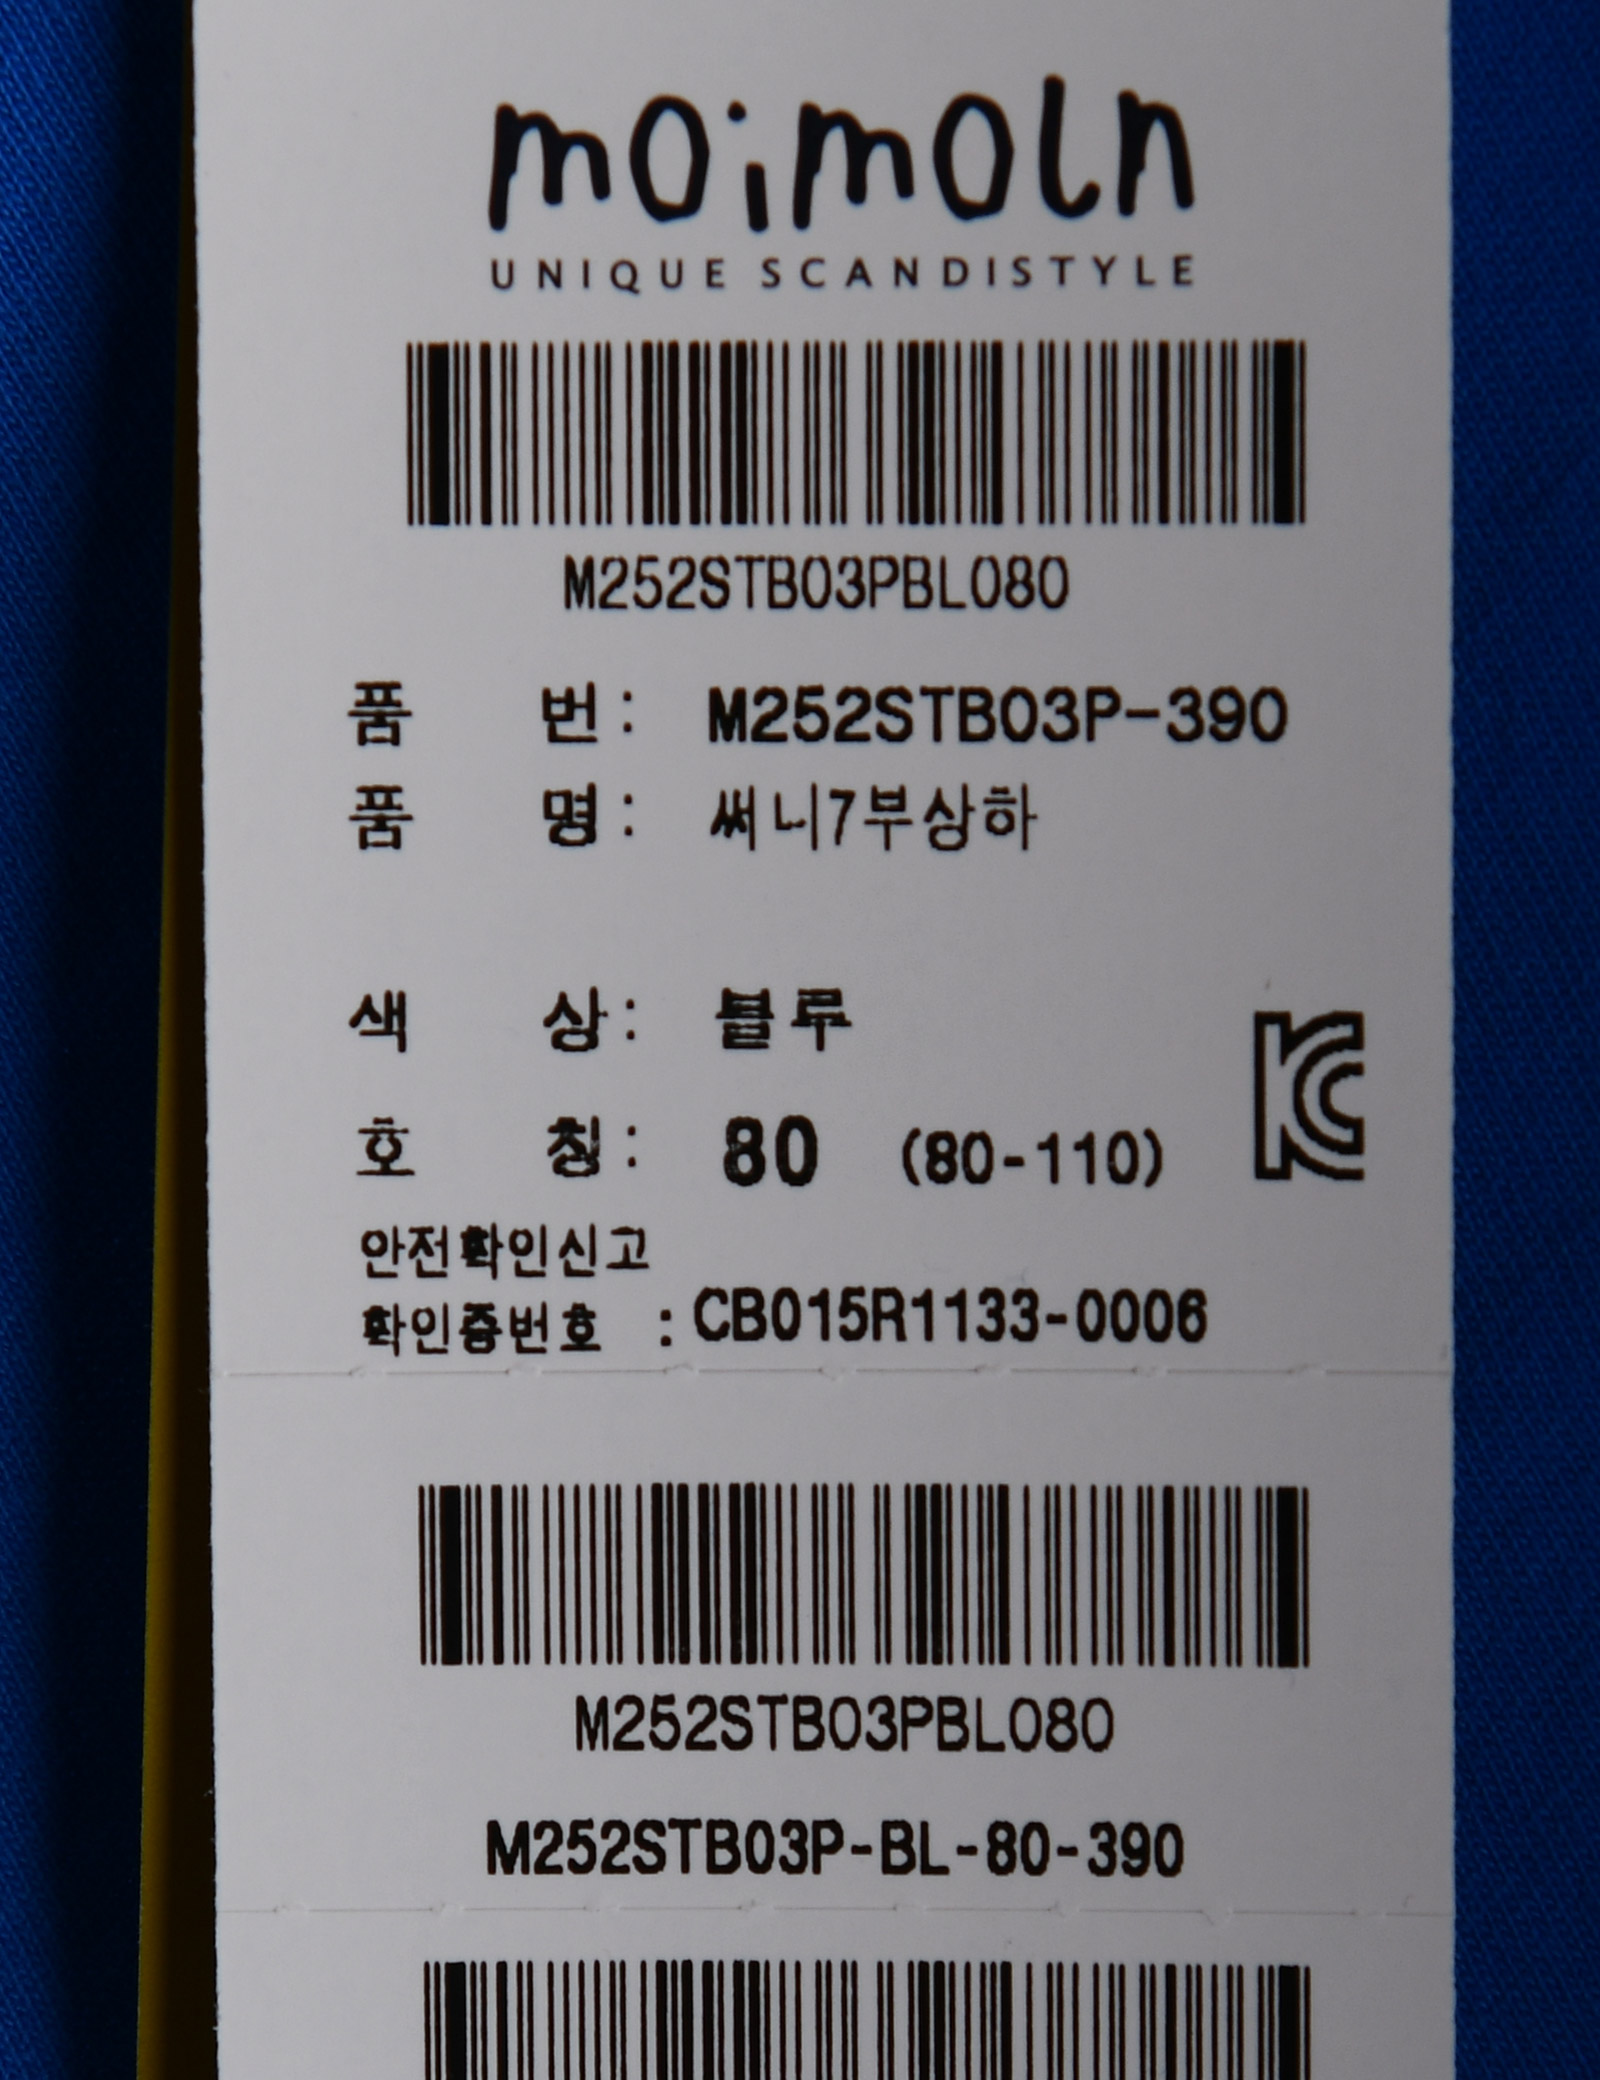 moimoln
UNIQUE SCANDISTYLE
M252STB03PBL080
품 번: M252STB03P-390
품 명: 써니7부상하
색 상: 블루
호 칭: 80 (80-110)
안전확인신고
확인증번호 : CB015R1133-0006
M252STB03PBL080
M252STB03P-BL-80-390